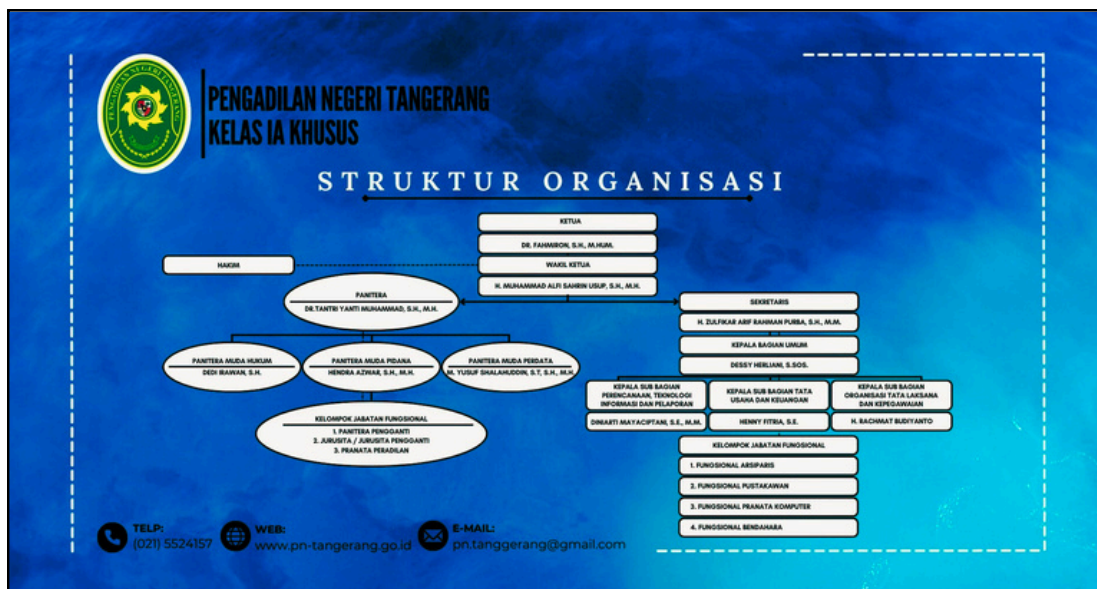 PENGADILAN NEGERI TANGERANG
PENGADILAN NEGERI TANGERANG
KELAS IA KHUSUS
STRUKTUR ORGANISASI
KETUA
DR. FAHMIRON, S.H., M.HUM.
HAKIM
WAKIL KETUA
H. MUHAMMAD ALFI SAHRIN USUP, S.H., M.H.
PANITERA
DR.TANTRI YANTI MUHAMMAD, S.H., M.H.
SEKRETARIS
H. ZULFIKAR ARIF RAHMAN PURBA, S.H., M.M.
KEPALA BAGIAN UMUM
DESSY HERLIANI, S.SOS.
PANITERA MUDA HUKUM
DEDI IRAWAN, S.H.
PANITERA MUDA PIDANA
HENDRA AZWAR, S.H., M.H.
PANITERA MUDA PERDATA
M. YUSUF SHALAHUDDIN, S.T, S.H., M.H.
KEPALA SUB BAGIAN
PERENCANAAN, TEKNOLOGI
INFORMASI DAN PELAPORAN
DINIARTI MAYACIPTANI, S.E., M.M.
KEPALA SUB BAGIAN TATA
USAHA DAN KEUANGAN
HENNY FITRIA, S.E.
KEPALA SUB BAGIAN
ORGANISASI TATA LAKSANA
DAN KEPEGAWAIAN
H. RACHMAT BUDIYANTO
KELOMPOK JABATAN FUNGSIONAL
1. PANITERA PENGGANTI
2. JURUSITA / JURUSITA PENGGANTI
3. PRANATA PERADILAN
KELOMPOK JABATAN FUNGSIONAL
1. FUNGSIONAL ARSIPARIS
2. FUNGSIONAL PUSTAKAWAN
3. FUNGSIONAL PRANATA KOMPUTER
4. FUNGSIONAL BENDAHARA
TELP:
(021) 5524157
WEB:
www.pn-tangerang.go.id
E-MAIL:
pn.tanggerang@gmail.com